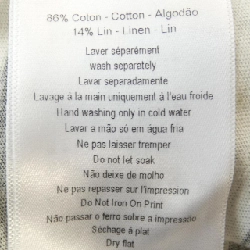 86% Coton - Cotton - Algodão
14% Lin - Linen - Lin
Laver séparément
wash separately
Lavar separadamente
Lavage à la main uniquement à l'eau froide
Hand washing only in cold water
Lavar a mão só em água fria
Ne pas laisser tremper
Do not let soak
Não deixe de molho
Ne pas repasser sur l'impression
Do Not Iron On Print
Não passar o ferro sobre a impressão
Séchage à plat
Dry flat